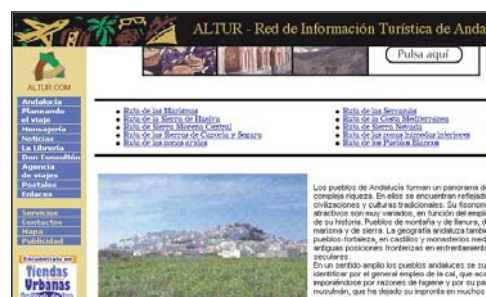 ALTUR - Red de Información Turística de Anda
Pulsa aquí
ALTUR.COM
Andalucía
Planeando
el viaje
Mensajería
Noticias
La Librería
Don Consultón
Agencia
de viajes
Postales
Enlaces
Servicios
Contactos
Mapa
Publicidad
Encuéntralo en
Tiendas
Urbanas
Ruta de las Marismas
Ruta de la Sierra de Huelva
Ruta de Sierra Morena Central
Ruta de las Sierras de Cazorla y Segura
Ruta de las zonas áridas
Ruta de las Serranías
Ruta de la Costa Mediterránea
Ruta de Sierra Nevada
Ruta de las zonas húmedas interiores
Ruta de los Pueblos Blancos
Los pueblos de Andalucía forman un panorama d
compleja riqueza. En ellos se encuentran reflejad
civilizaciones y culturas tradicionales. Su fisonom
atractivos son muy variados, en función del empl
de su historia. Pueblos de montaña y de llanura, d
marisma y de sierra. La geografía andaluza tambi
pueblos-fortaleza, en castillos y monasterios med
antiguas posiciones fronterizas en enfrentamiento
seculares.
En un sentido amplio los pueblos andaluces se su
identificar por el general empleo de la cal, que ace
imponiéndose por razones de higiene y por su pa
musulmán, que ha dejado su impronta en muchos